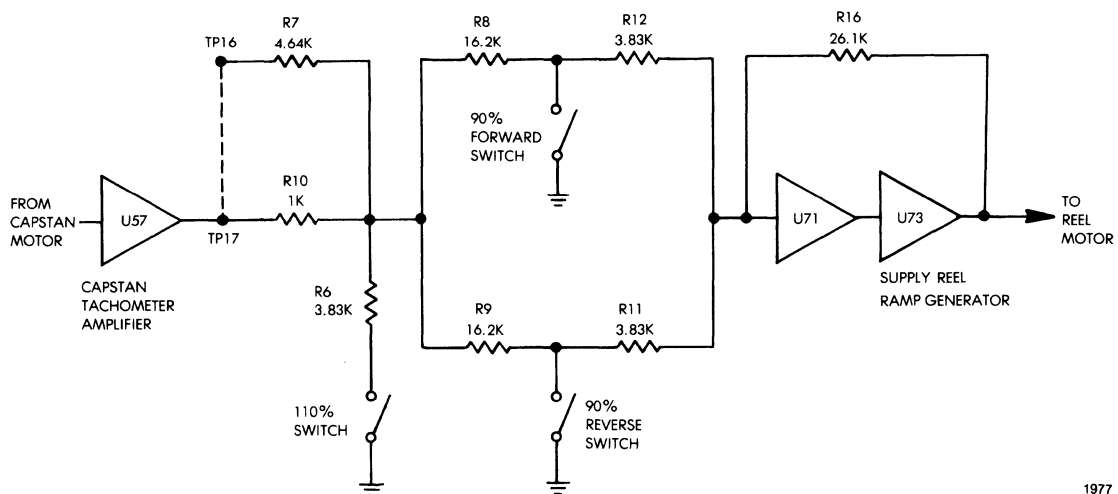 R7
4.64K
TP16
R8
16.2K
R12
3.83K
R16
26.1K
90%
FORWARD
SWITCH
FROM
CAPSTAN
MOTOR
U57
TP17
R10
1K
U71
U73
TO
REEL
MOTOR
CAPSTAN
TACHOMETER
AMPLIFIER
R6
3.83K
SUPPLY REEL
RAMP GENERATOR
R9
16.2K
R11
3.83K
110%
SWITCH
90%
REVERSE
SWITCH
1977